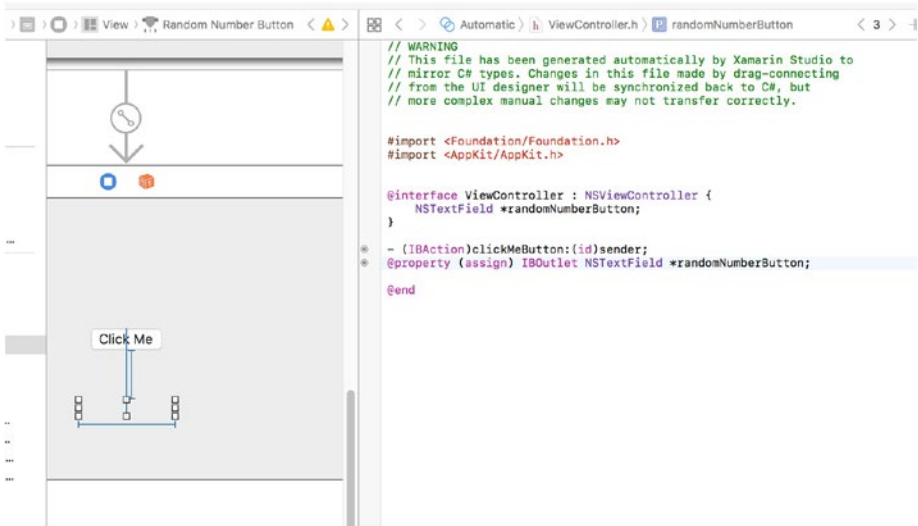 View Random Number Button
Automatic ViewController.h randomNumberButton 3
// WARNING
// This file has been generated automatically by Xamarin Studio to
// mirror C# types. Changes in this file made by drag-connecting
// from the UI designer will be synchronized back to C#, but
// more complex manual changes may not transfer correctly.
#import <Foundation/Foundation.h>
#import <AppKit/AppKit.h>
@interface ViewController : NSViewController {
    NSTextField *randomNumberButton;
}
- (IBAction)clickMeButton:(id)sender;
@property (assign) IBOutlet NSTextField *randomNumberButton;
@end
Click Me